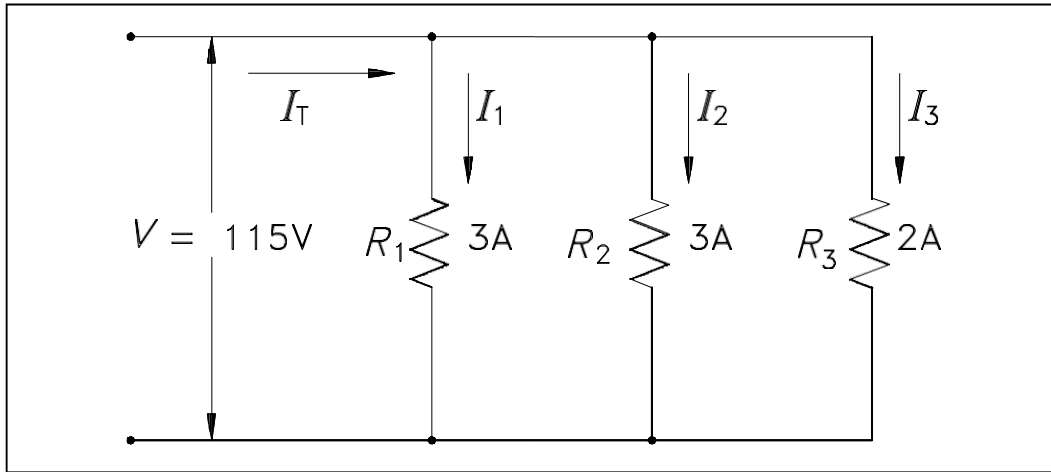 I_T I_1 I_2 I_3
V = 115V R_1 3A R_2 3A R_3 2A